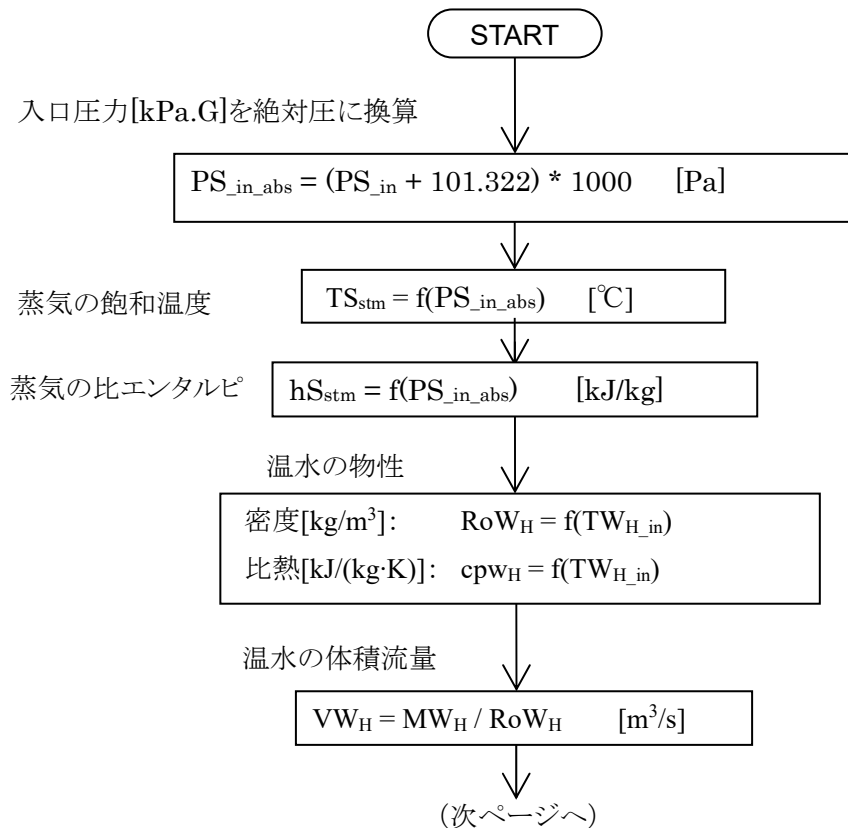 START
入口圧力[kPa.G]を絶対圧に換算
PS_in_abs = (PS_in + 101.322) * 1000 [Pa]
蒸気の飽和温度
TSstm = f(PS_in_abs) [℃]
蒸気の比エンタルピ
hSstm = f(PS_in_abs) [kJ/kg]
温水の物性
密度[kg/m³]: RoWH = f(TWH_in)
比熱[kJ/(kg·K)]: cpwH = f(TWH_in)
温水の体積流量
VWH = MWH / RoWH [m³/s]
(次ページへ)